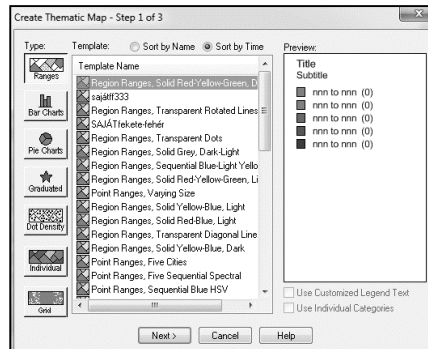 Create Thematic Map - Step 1 of 3
Type:
Ranges
Bar Charts
Pie Charts
Graduated
Dot Density
Individual
Grid
Template:
Sort by Name
Sort by Time
Template Name
Region Ranges, Solid Red-Yellow-Green, D
sajátff333
Region Ranges, Transparent Rotated Lines
SAJÁTfekete-fehér
Region Ranges, Transparent Dots
Region Ranges, Solid Grey, Dark-Light
Region Ranges, Sequential Blue-Light Yello
Region Ranges, Solid Red-Yellow-Green, Li
Point Ranges, Varying Size
Region Ranges, Solid Yellow-Blue, Light
Region Ranges, Solid Red-Blue, Light
Region Ranges, Transparent Diagonal Line
Region Ranges, Solid Yellow-Blue, Dark
Point Ranges, Five Cities
Point Ranges, Five Sequential Spectral
Point Ranges, Sequential Blue HSV
Preview:
Title
Subtitle
nnn to nnn (0)
nnn to nnn (0)
nnn to nnn (0)
nnn to nnn (0)
nnn to nnn (0)
Use Customized Legend Text
Use Individual Categories
Next >
Cancel
Help